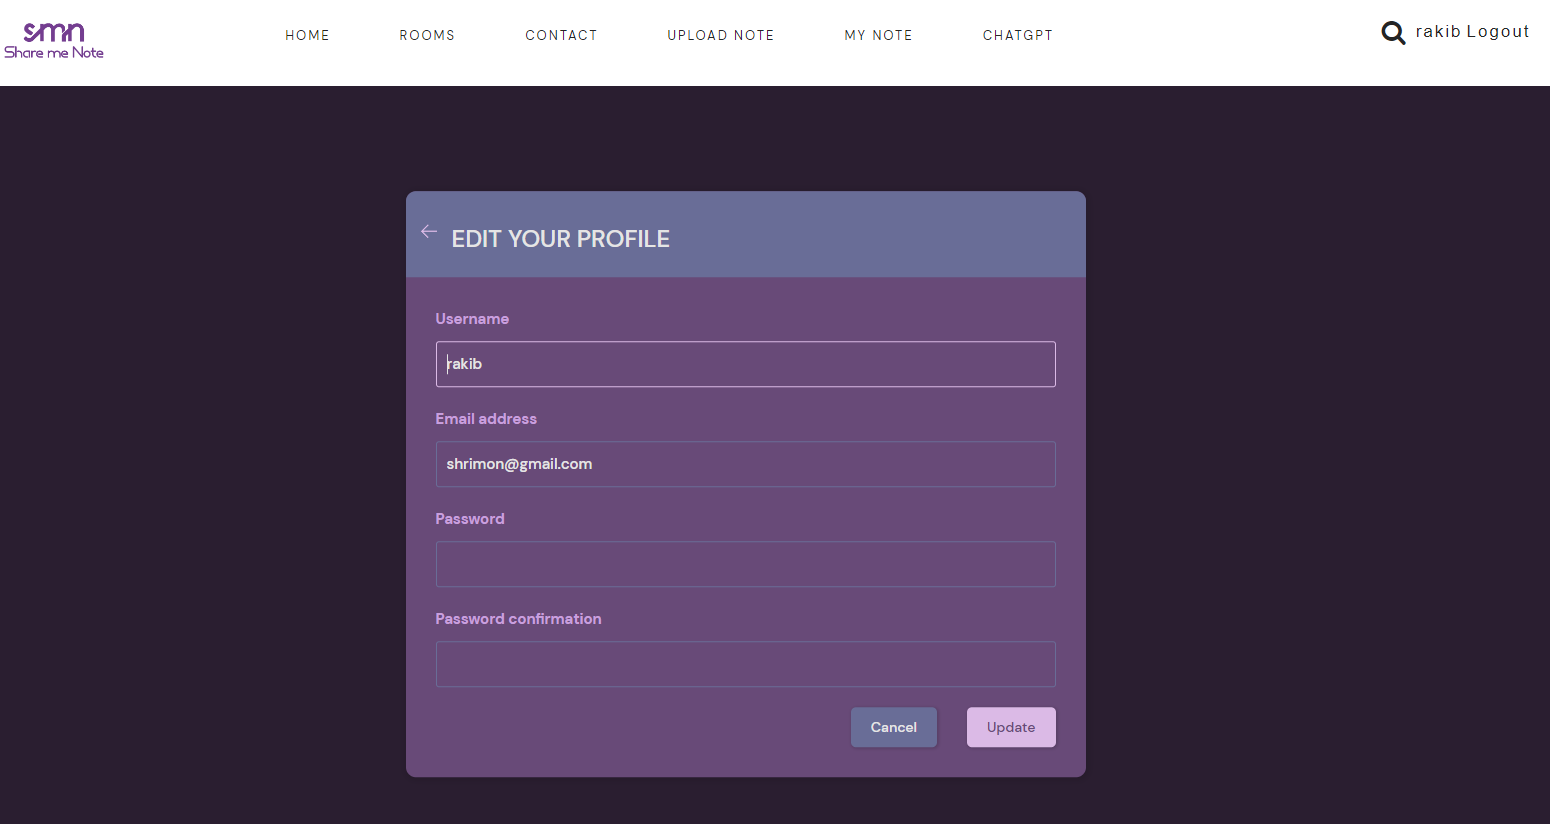 smn
Share me Note
HOME ROOMS CONTACT UPLOAD NOTE MY NOTE CHATGPT
rakib Logout
EDIT YOUR PROFILE
Username
rakib
Email address
shrimon@gmail.com
Password
Password confirmation
Cancel Update